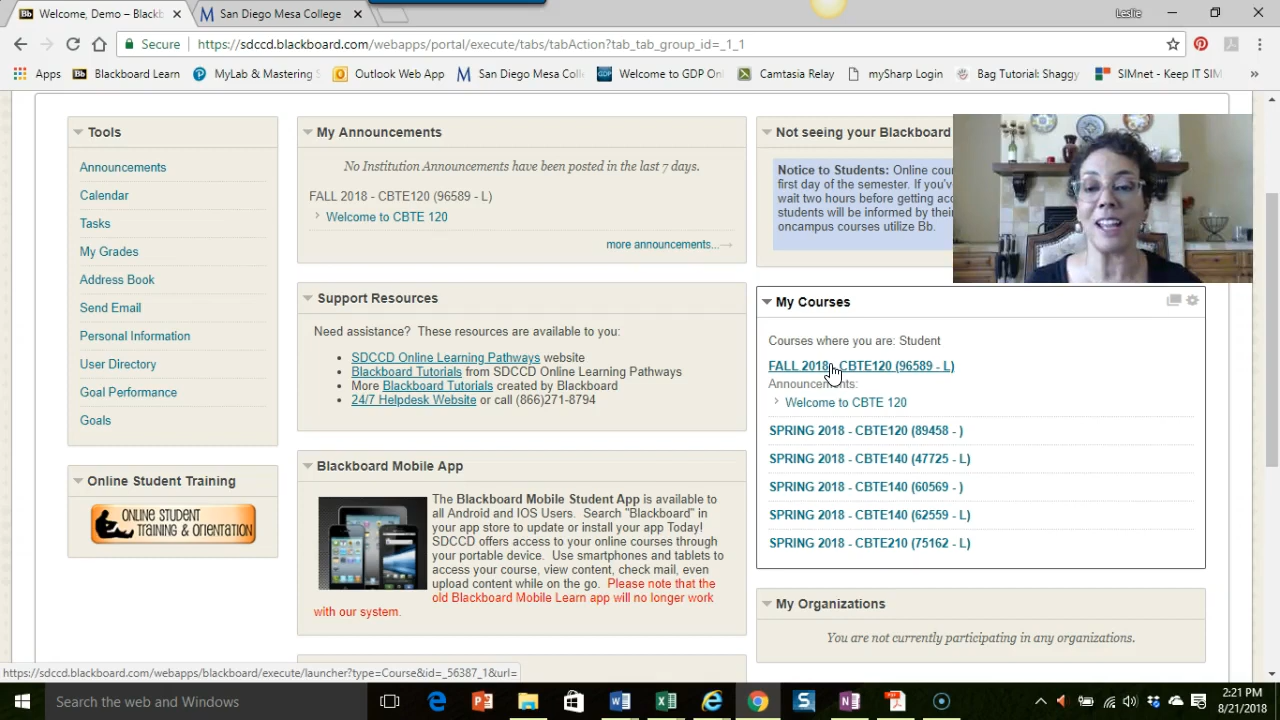 Welcome, Demo – Blackb
San Diego Mesa College
Leslie
Secure
https://sdccd.blackboard.com/webapps/portal/execute/tabs/tabAction?tab_tab_group_id=_1_1
Apps
Blackboard Learn
MyLab & Mastering
Outlook Web App
San Diego Mesa Coll
Welcome to GDP On
Camtasia Relay
mySharp Login
Bag Tutorial: Shaggy
SIMnet - Keep IT SIM
Tools
Announcements
Calendar
Tasks
My Grades
Address Book
Send Email
Personal Information
User Directory
Goal Performance
Goals
Online Student Training
ONLINE STUDENT
TRAINING & ORIENTATION
My Announcements
No Institution Announcements have been posted in the last 7 days.
FALL 2018 - CBTE120 (96589 - L)
Welcome to CBTE 120
more announcements...
Support Resources
Need assistance? These resources are available to you:
• SDCCD Online Learning Pathways website
• Blackboard Tutorials from SDCCD Online Learning Pathways
• More Blackboard Tutorials created by Blackboard
• 24/7 Helpdesk Website or call (866)271-8794
Blackboard Mobile App
The Blackboard Mobile Student App is available to
all Android and IOS Users. Search "Blackboard" in
your app store to update or install your app Today!
SDCCD offers access to your online courses through
your portable device. Use smartphones and tablets to
access your course, view content, check mail, even
upload content while on the go. Please note that the
old Blackboard Mobile Learn app will no longer work
with our system.
Not seeing your Blackboard
Notice to Students: Online cou
first day of the semester. If you'v
wait two hours before getting acc
students will be informed by their
oncampus courses utilize Bb.
My Courses
Courses where you are: Student
FALL 2018 - CBTE120 (96589 - L)
Announcements:
Welcome to CBTE 120
SPRING 2018 - CBTE120 (89458 - )
SPRING 2018 - CBTE140 (47725 - L)
SPRING 2018 - CBTE140 (60569 - )
SPRING 2018 - CBTE140 (62559 - L)
SPRING 2018 - CBTE210 (75162 - L)
My Organizations
You are not currently participating in any organizations.
https://sdccd.blackboard.com/webapps/blackboard/execute/launcher?type=Course&id=_56387_1&url=
Search the web and Windows
2:21 PM
8/21/2018